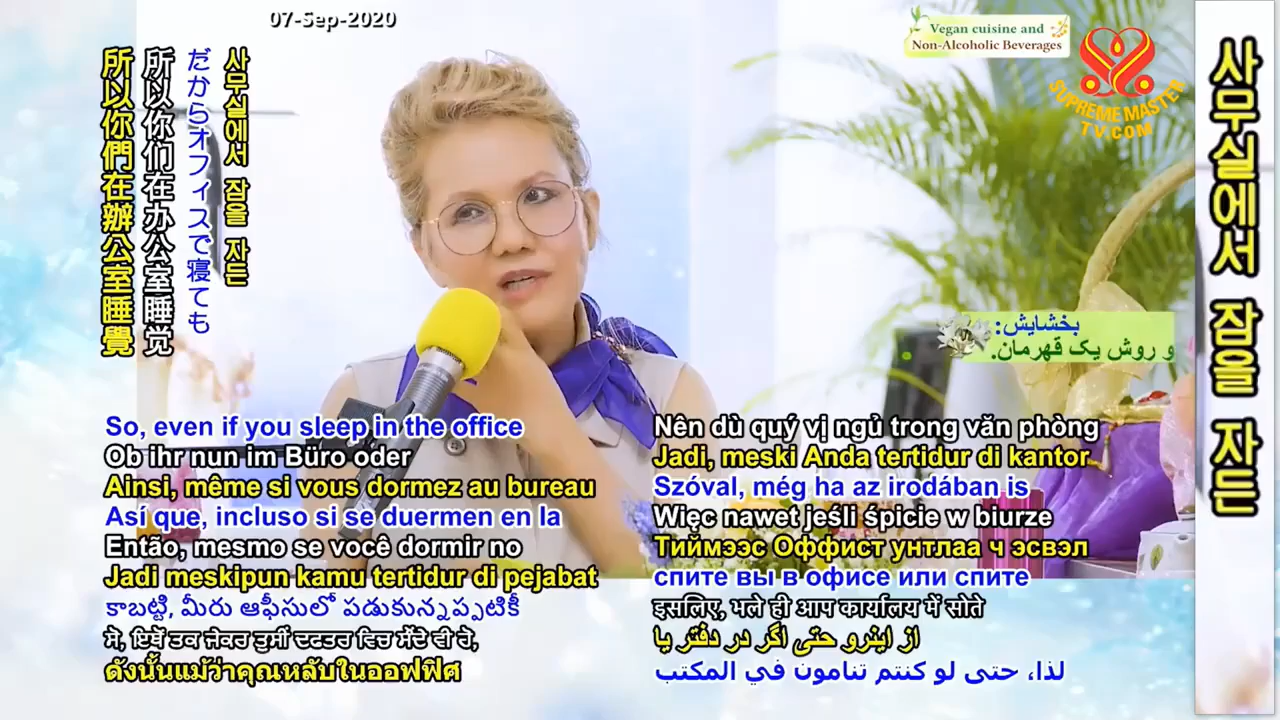 07-Sep-2020
Vegan cuisine and
Non-Alcoholic Beverages
SUPREME MASTER
TV.COM
사무실에서 잠을 자든
だからオフィスで寝ても
所以你们在办公室睡觉
所以你們在辦公室睡覺
사무실에서 잠을 자든
بخشایش:
و روش یک قهرمان.
So, even if you sleep in the office
Ob ihr nun im Büro oder
Ainsi, même si vous dormez au bureau
Así que, incluso si se duermen en la
Então, mesmo se você dormir no
Jadi meskipun kamu tertidur di pejabat
కాబట్టి, మీరు ఆఫీసులో పడుకున్నప్పటికీ
ਸੋ, ਇਥੋਂ ਤਕ ਜੇਕਰ ਤੁਸੀਂ ਦਫਤਰ ਵਿਚ ਸੌਂਦੇ ਵੀ ਹੋ,
ดังนั้นแม้ว่าคุณหลับในออฟฟิศ
Nên dù quý vị ngủ trong văn phòng
Jadi, meski Anda tertidur di kantor
Szóval, még ha az irodában is
Więc nawet jeśli śpicie w biurze
Тиймээс Оффист унтлаа ч эсвэл
спите вы в офисе или спите
इसलिए, भले ही आप कार्यालय में सोते
از اینرو حتی اگر در دفتر یا
لذا، حتى لو كنتم تنامون في المكتب